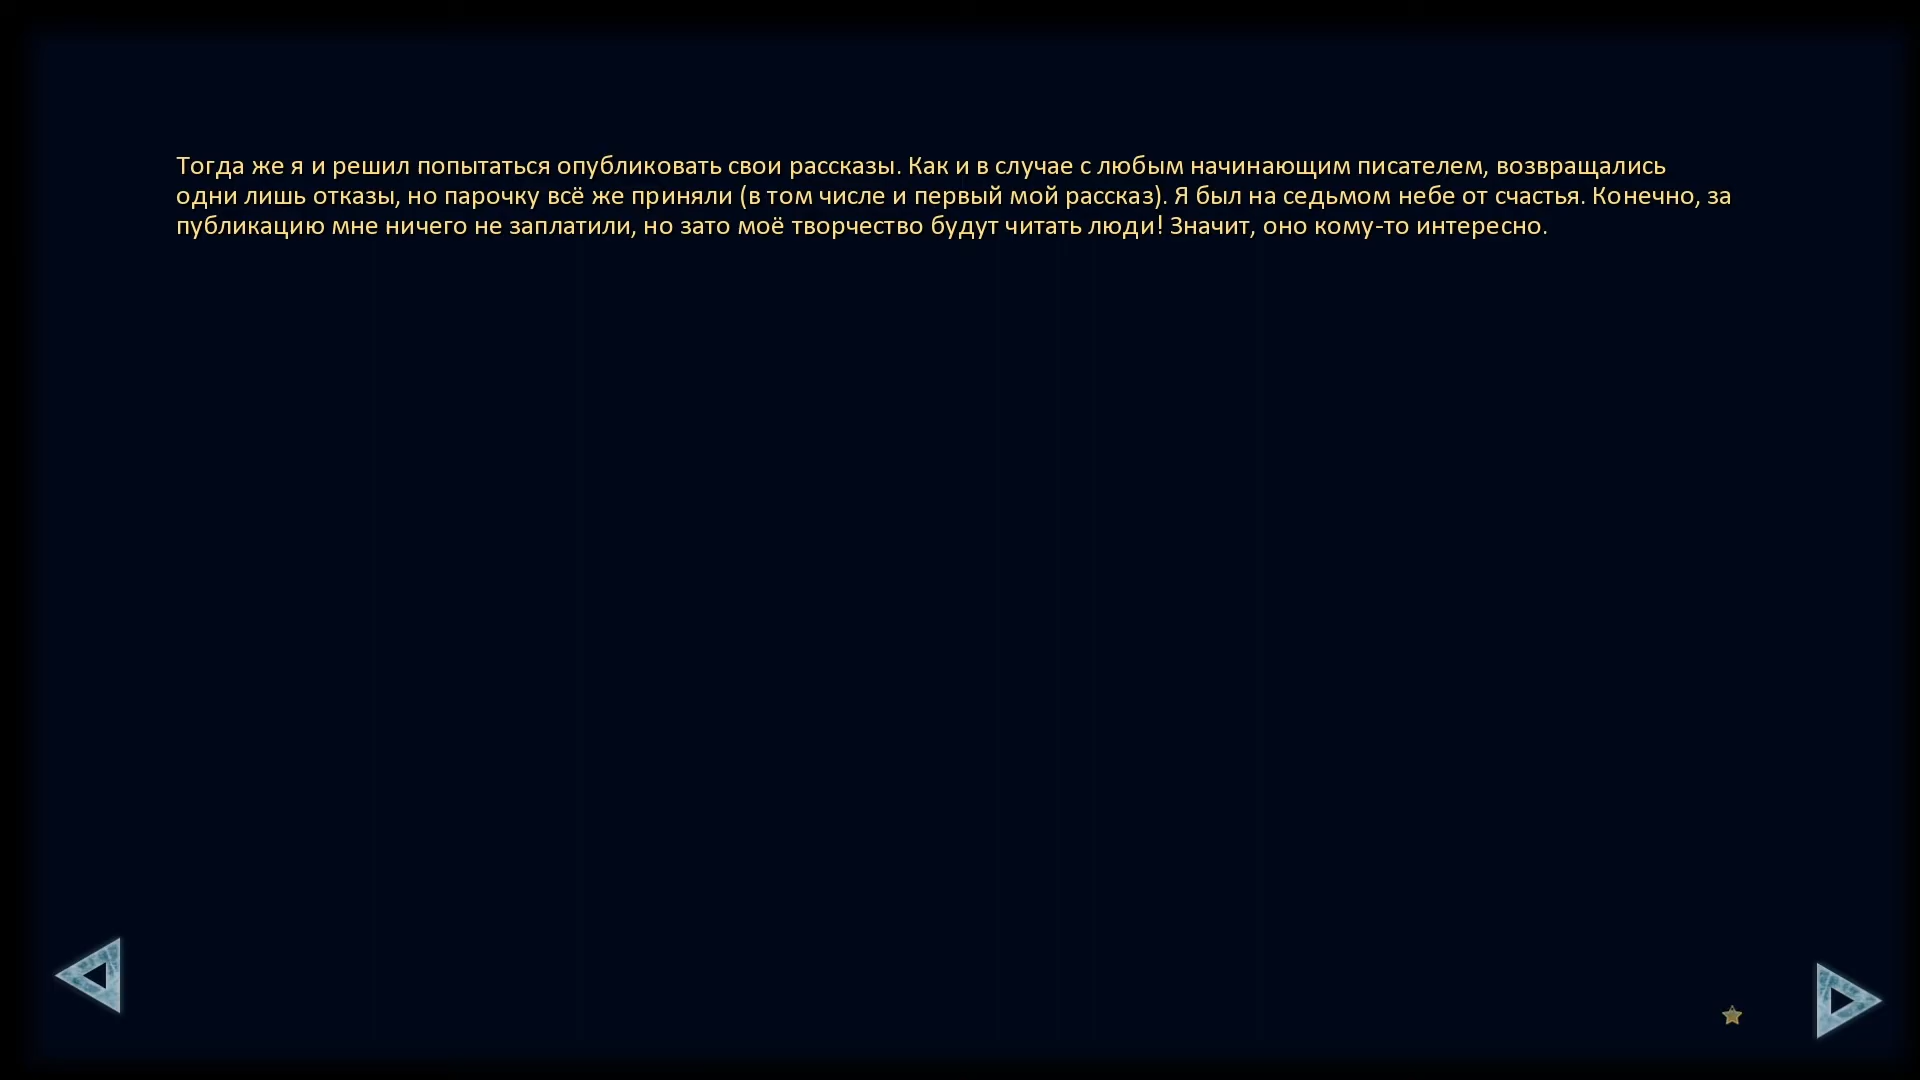 Тогда же я и решил попытаться опубликовать свои рассказы. Как и в случае с любым начинающим писателем, возвращались
одни лишь отказы, но парочку всё же приняли (в том числе и первый мой рассказ). Я был на седьмом небе от счастья. Конечно, за
публикацию мне ничего не заплатили, но зато моё творчество будут читать люди! Значит, оно кому-то интересно.